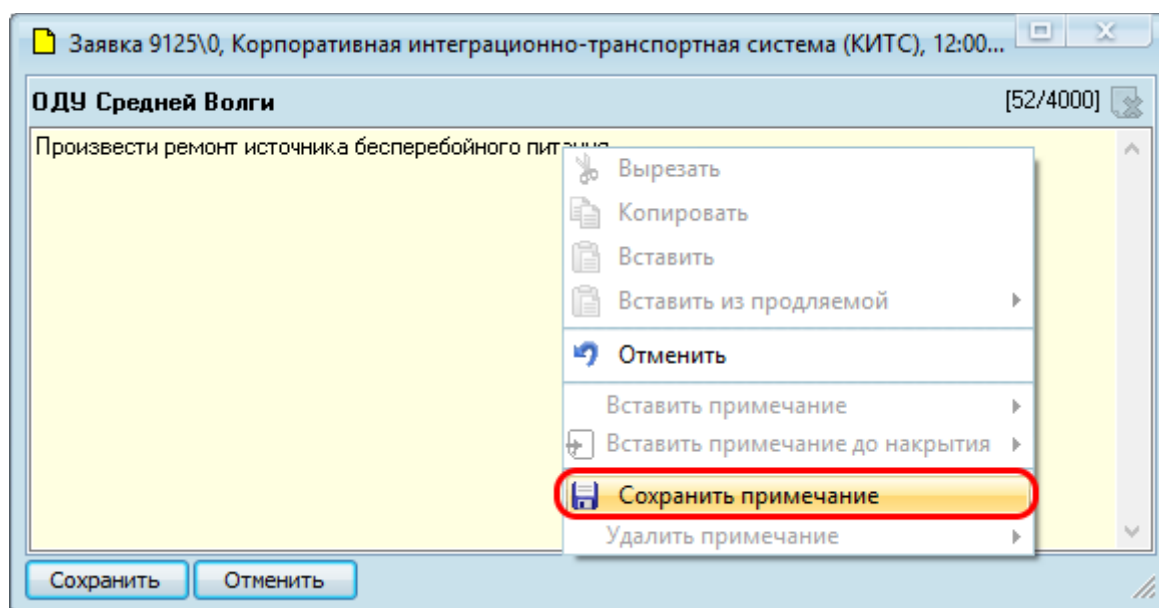 Заявка 9125\0, Корпоративная интеграционно-транспортная система (КИТС), 12:00...
ОДУ Средней Волги [52/4000]
Произвести ремонт источника бесперебойного питания
Вырезать
Копировать
Вставить
Вставить из продляемой
Отменить
Вставить примечание
Вставить примечание до накрытия
Сохранить примечание
Удалить примечание
Сохранить Отменить